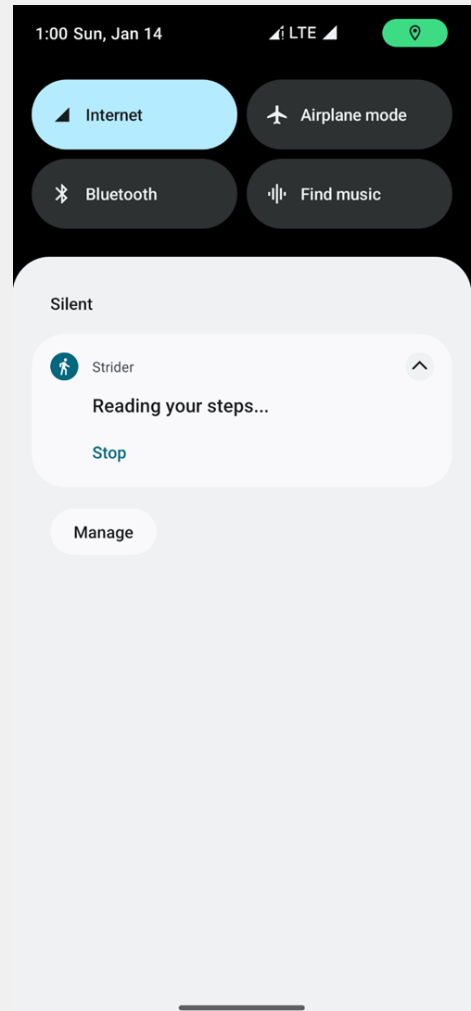 1:00 Sun, Jan 14 LTE
Internet Airplane mode
Bluetooth Find music
Silent
Strider
Reading your steps...
Stop
Manage